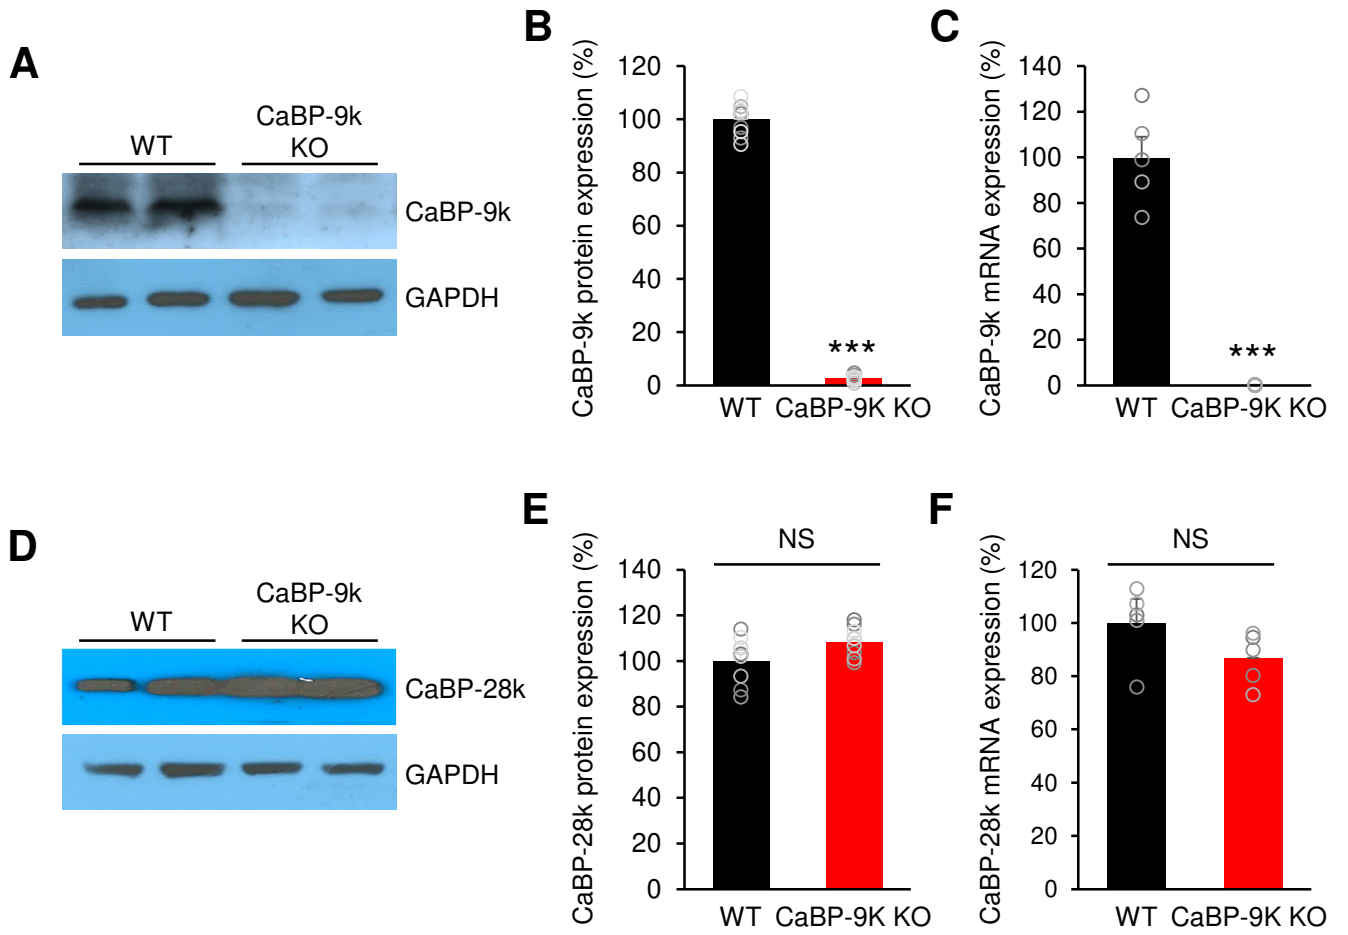 A
WT
CaBP-9k
KO
CaBP-9k
GAPDH
B
CaBP-9k protein expression (%)
120
100
80
60
40
20
0
***
WT
CaBP-9K KO
C
CaBP-9k mRNA expression (%)
140
120
100
80
60
40
20
0
***
WT
CaBP-9K KO
D
WT
CaBP-9k
KO
CaBP-28k
GAPDH
E
CaBP-28k protein expression (%)
NS
140
120
100
80
60
40
20
0
WT
CaBP-9K KO
F
CaBP-28k mRNA expression (%)
NS
120
100
80
60
40
20
0
WT
CaBP-9K KO